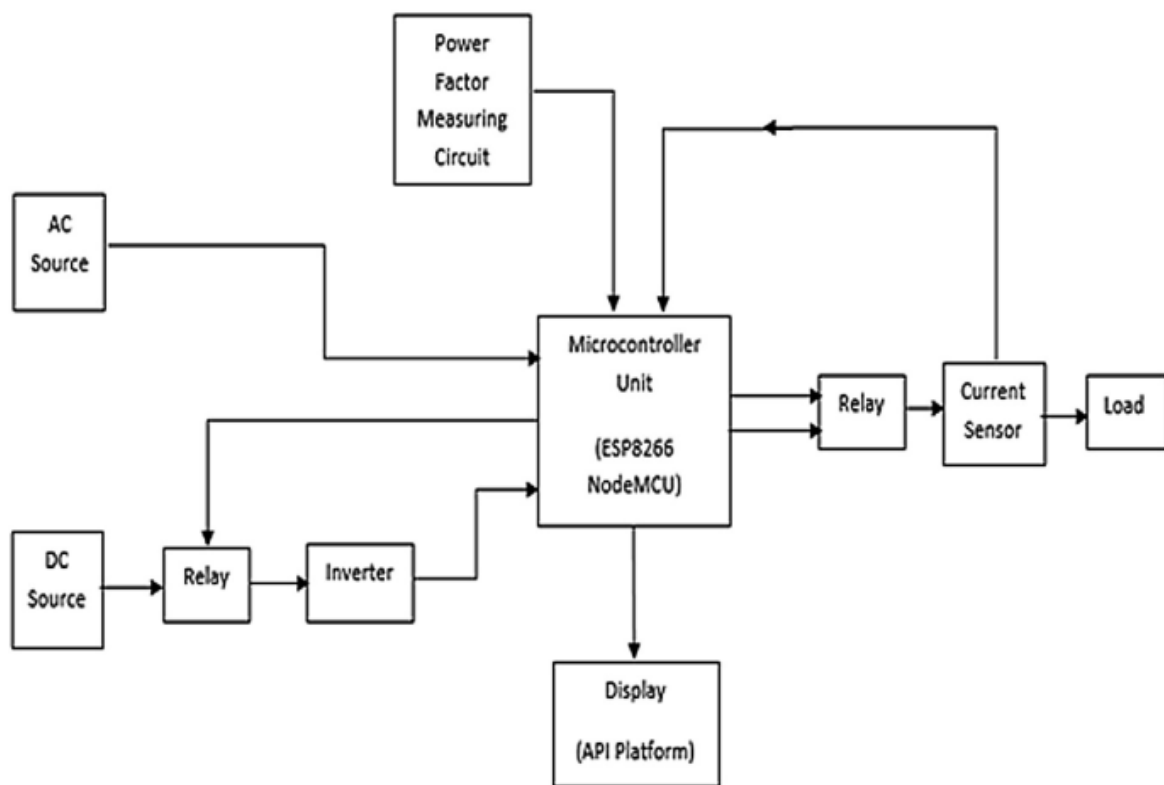 Power
Factor
Measuring
Circuit
AC
Source
Microcontroller
Unit
(ESP8266
NodeMCU)
Relay
Current
Sensor
Load
DC
Source
Relay
Inverter
Display
(API Platform)